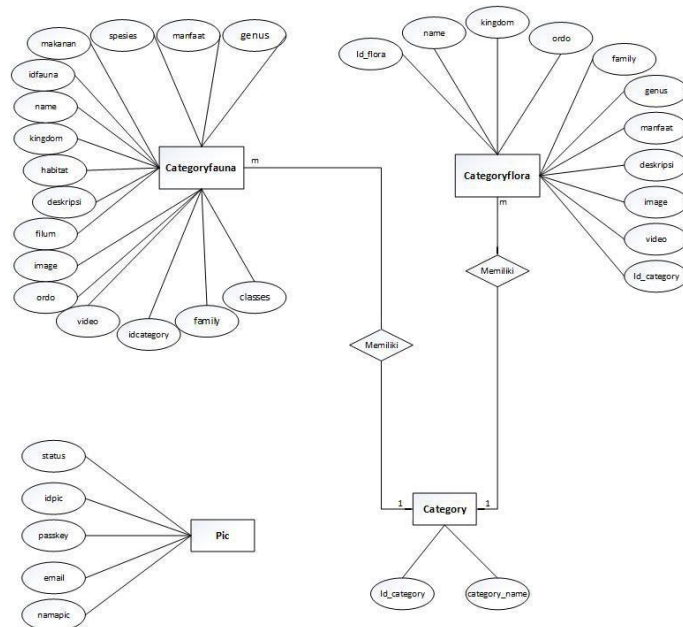 makanan
spesies
manfaat
genus
idfauna
name
kingdom
habitat
deskripsi
filum
image
ordo
video
idcategory
family
classes
Categoryfauna
m
Id_flora
name
kingdom
ordo
family
genus
manfaat
deskripsi
image
video
Id_category
Categoryflora
m
Memiliki
Memiliki
1
1
Category
Id_category
category_name
status
idpic
passkey
email
namapic
Pic